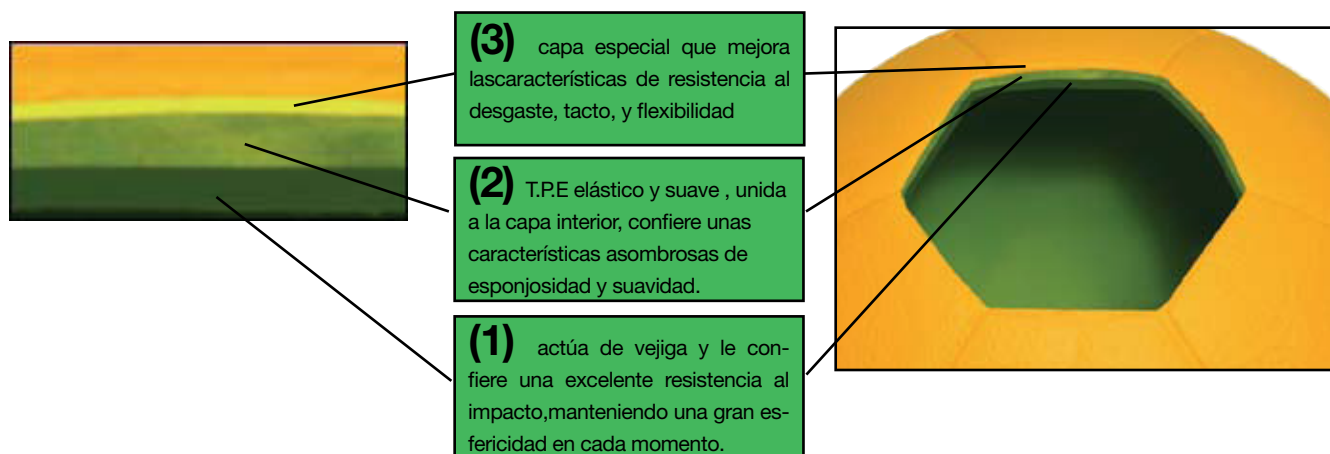 (3) capa especial que mejora
lascaracterísticas de resistencia al
desgaste, tacto, y flexibilidad
(2) T.P.E elástico y suave , unida
a la capa interior, confiere unas
características asombrosas de
esponjosidad y suavidad.
(1) actúa de vejiga y le con-
fiere una excelente resistencia al
impacto,manteniendo una gran es-
fericidad en cada momento.